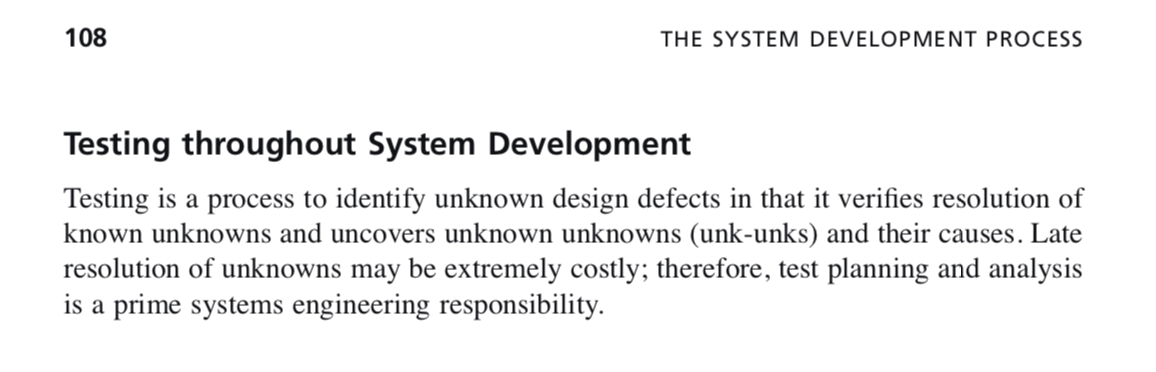 108
THE SYSTEM DEVELOPMENT PROCESS
Testing throughout System Development
Testing is a process to identify unknown design defects in that it verifies resolution of
known unknowns and uncovers unknown unknowns (unk-unks) and their causes. Late
resolution of unknowns may be extremely costly; therefore, test planning and analysis
is a prime systems engineering responsibility.